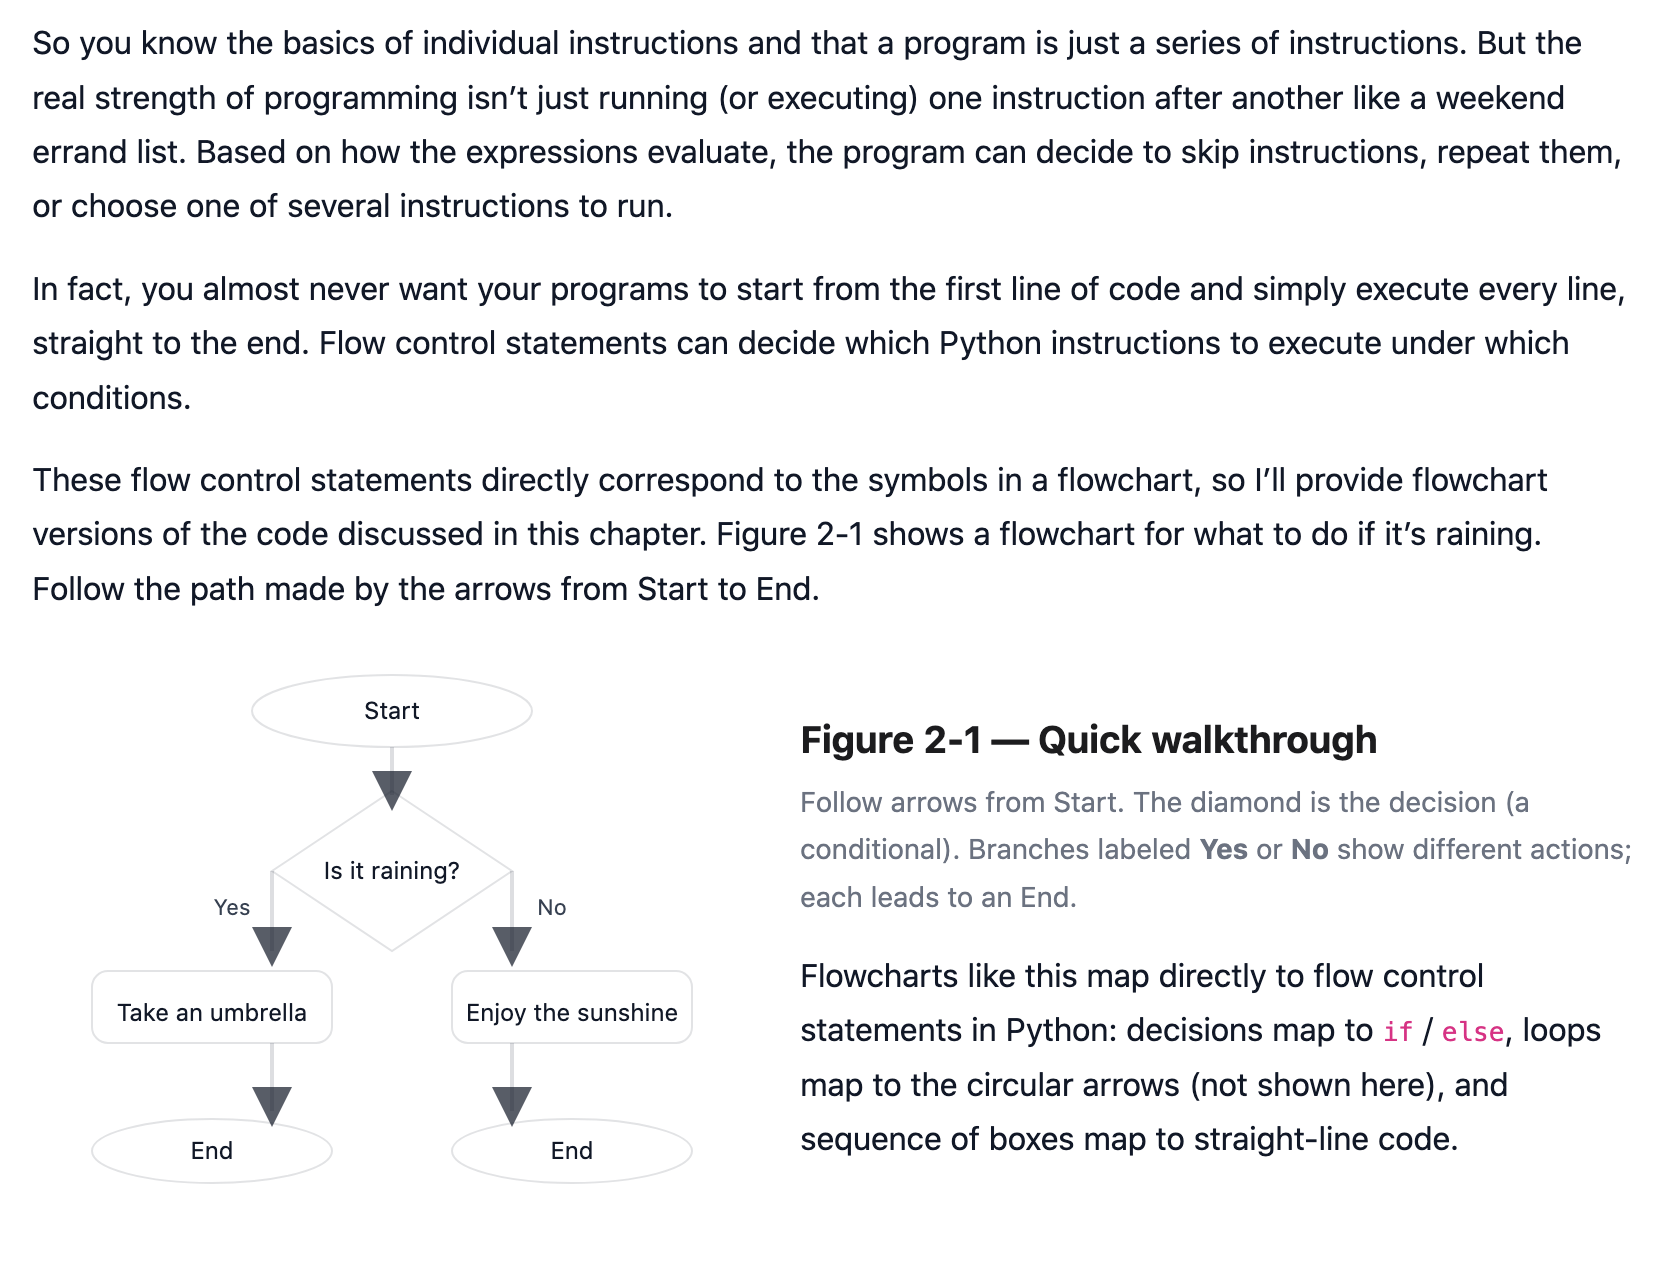 So you know the basics of individual instructions and that a program is just a series of instructions. But the
real strength of programming isn’t just running (or executing) one instruction after another like a weekend
errand list. Based on how the expressions evaluate, the program can decide to skip instructions, repeat them,
or choose one of several instructions to run.
In fact, you almost never want your programs to start from the first line of code and simply execute every line,
straight to the end. Flow control statements can decide which Python instructions to execute under which
conditions.
These flow control statements directly correspond to the symbols in a flowchart, so I’ll provide flowchart
versions of the code discussed in this chapter. Figure 2-1 shows a flowchart for what to do if it’s raining.
Follow the path made by the arrows from Start to End.
Start
Is it raining?
Yes
No
Take an umbrella
Enjoy the sunshine
End
End
Figure 2-1 — Quick walkthrough
Follow arrows from Start. The diamond is the decision (a
conditional). Branches labeled Yes or No show different actions;
each leads to an End.
Flowcharts like this map directly to flow control
statements in Python: decisions map to if / else, loops
map to the circular arrows (not shown here), and
sequence of boxes map to straight-line code.